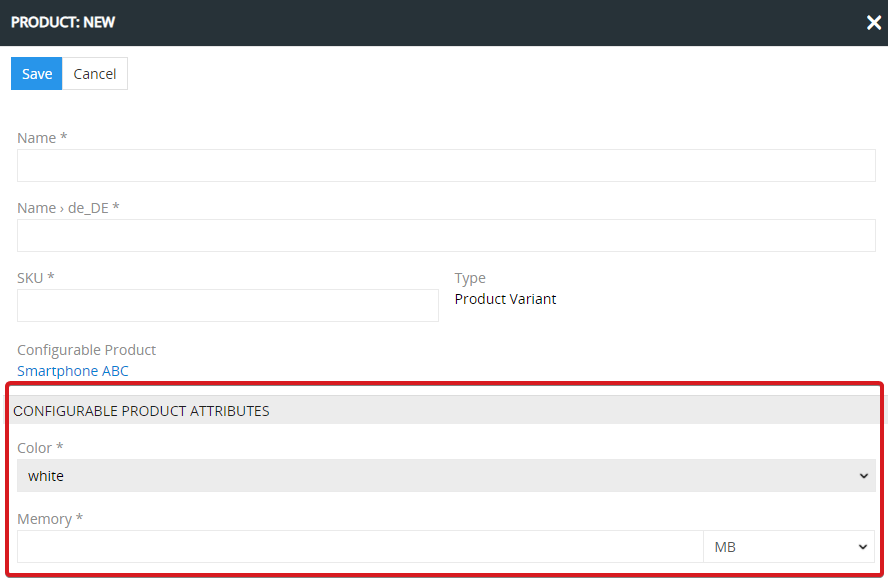 PRODUCT: NEW
Save Cancel
Name *
Name › de_DE *
SKU * Type
Product Variant
Configurable Product
Smartphone ABC
CONFIGURABLE PRODUCT ATTRIBUTES
Color *
white
Memory *
MB